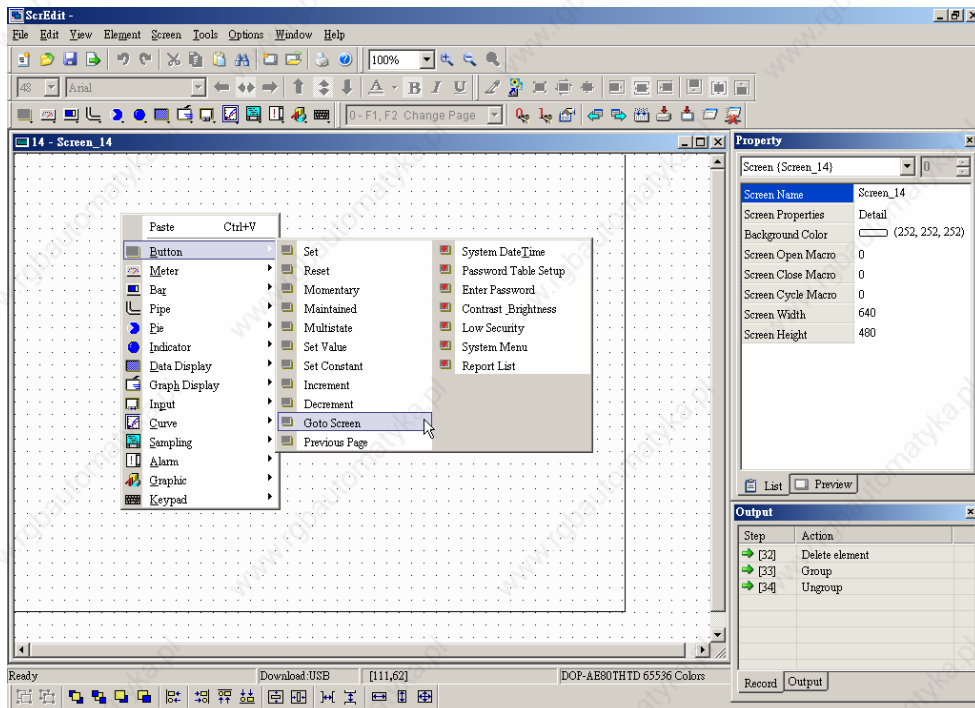 ScrEdit -
File Edit View Element Screen Tools Options Window Help
100%
48 Arial A B I U
0 - F1, F2 Change Page
14 - Screen_14
Paste Ctrl+V
Button
Meter
Bar
Pipe
Pie
Indicator
Data Display
Graph Display
Input
Curve
Sampling
Alarm
Graphic
Keypad
Set
Reset
Momentary
Maintained
Multistate
Set Value
Set Constant
Increment
Decrement
Goto Screen
Previous Page
System DateTime
Password Table Setup
Enter Password
Contrast_Brightness
Low Security
System Menu
Report List
Property
Screen {Screen_14} 0
Screen Name Screen_14
Screen Properties Detail
Background Color (252, 252, 252)
Screen Open Macro 0
Screen Close Macro 0
Screen Cycle Macro 0
Screen Width 640
Screen Height 480
List Preview
Output
Step Action
[32] Delete element
[33] Group
[34] Ungroup
Record Output
Ready Download:USB [111,62] DOP-AE80THTD 65536 Colors
www.rgbautomatyka.pl